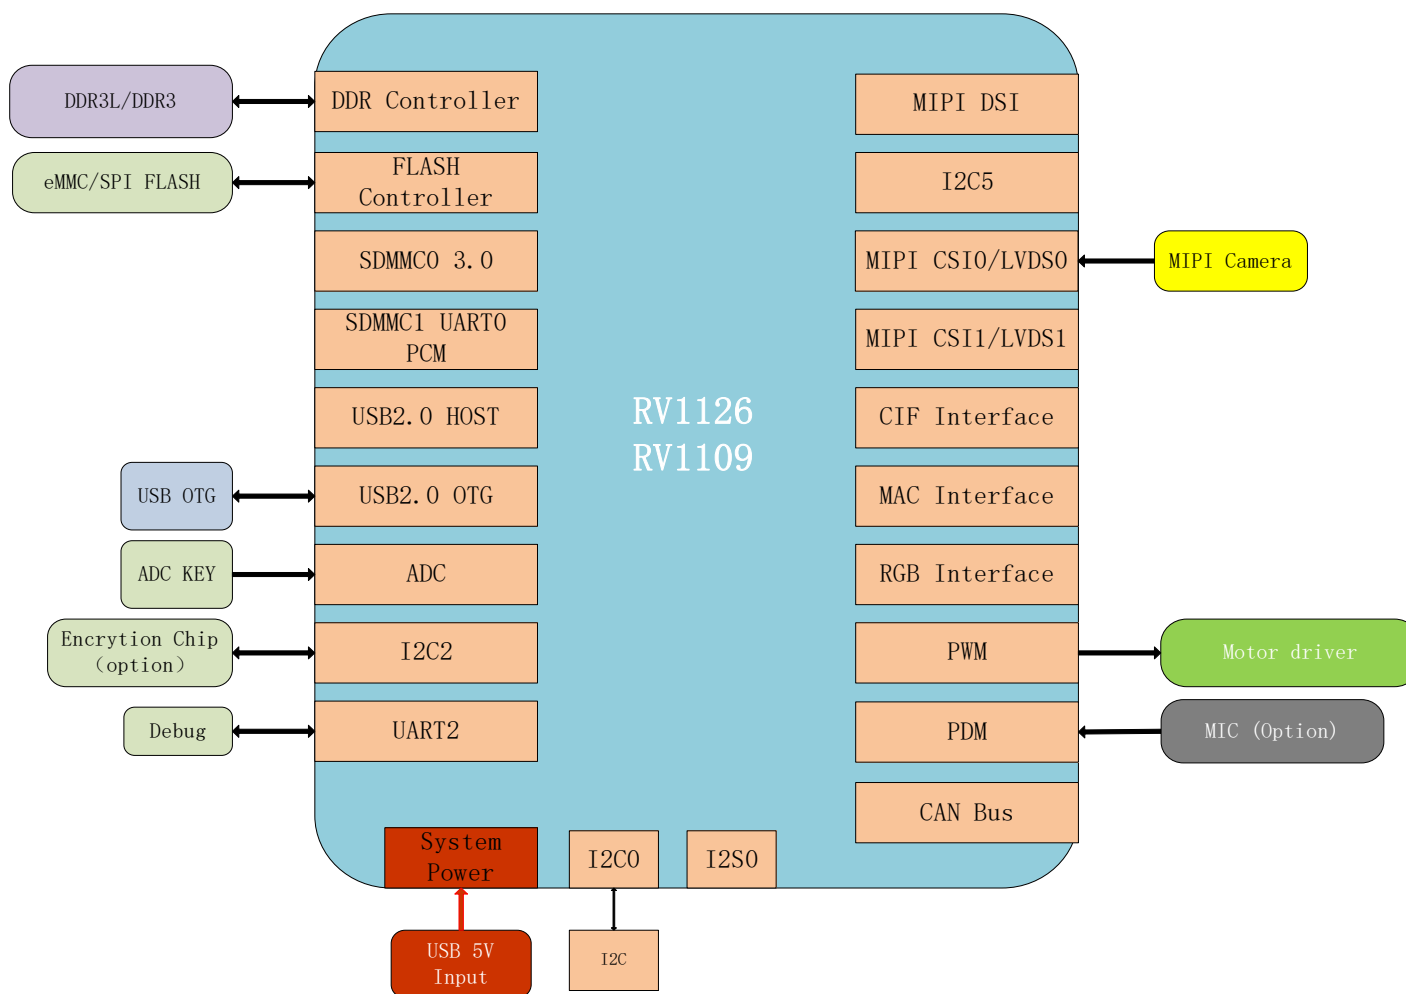 DDR3L/DDR3
DDR Controller
MIPI DSI
eMMC/SPI FLASH
FLASH
Controller
I2C5
SDMMC0 3.0
MIPI CSI0/LVDS0
MIPI Camera
SDMMC1 UART0
PCM
MIPI CSI1/LVDS1
RV1126
RV1109
USB2.0 HOST
CIF Interface
USB OTG
USB2.0 OTG
MAC Interface
ADC KEY
ADC
RGB Interface
Encrytion Chip
（option）
I2C2
PWM
Motor driver
Debug
UART2
PDM
MIC (Option)
CAN Bus
System
Power
I2C0
I2S0
USB 5V
Input
I2C